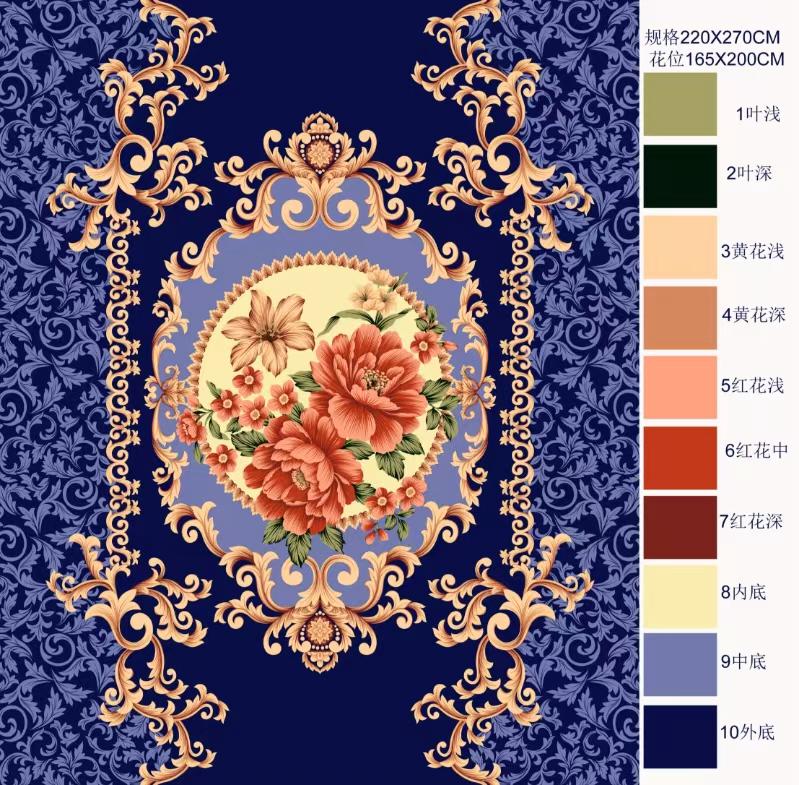 规格220X270CM
花位165X200CM
1叶浅
2叶深
3黄花浅
4黄花深
5红花浅
6红花中
7红花深
8内底
9中底
10外底